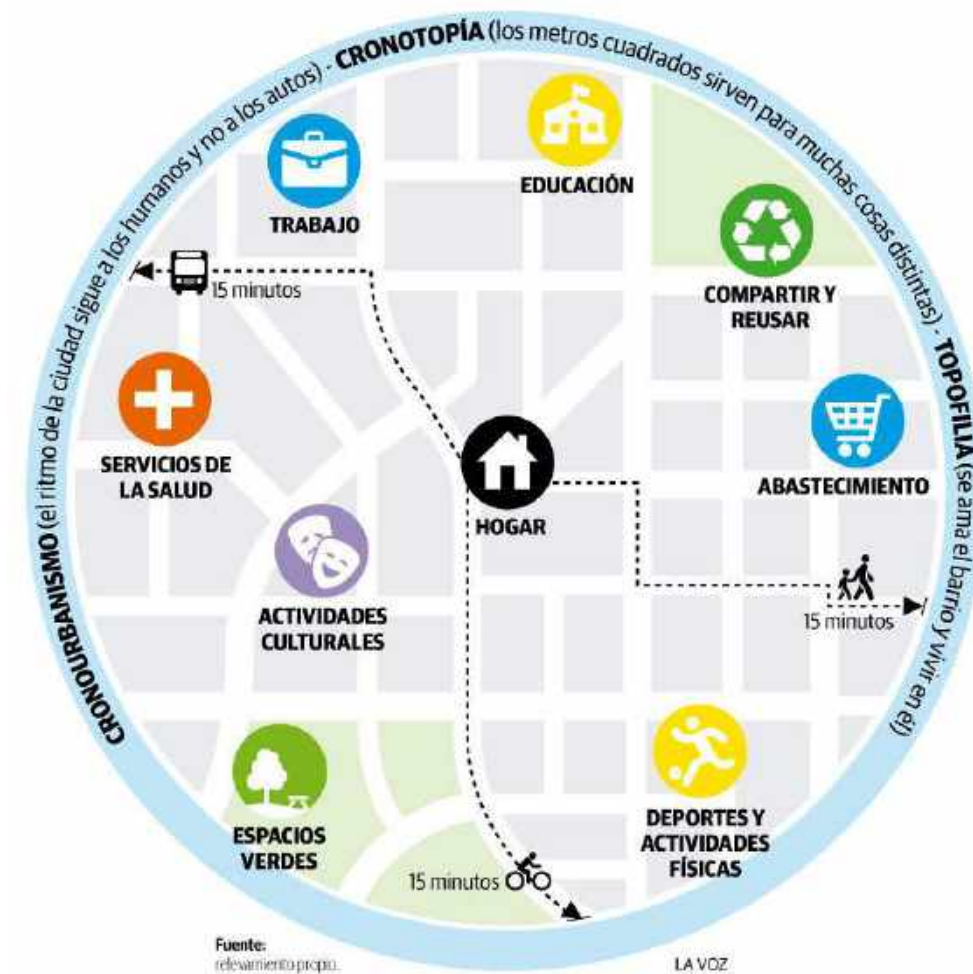 CRONOURBANISMO (el ritmo de la ciudad sigue a los humanos y no a los autos) - CRONOTOPÍA (los metros cuadrados sirven para muchas cosas distintas) - TOPOFILIA (se ama el barrio y vivir en él)
TRABAJO
EDUCACIÓN
COMPARTIR Y
REUSAR
15 minutos
SERVICIOS DE
LA SALUD
ABASTECIMIENTO
HOGAR
ACTIVIDADES
CULTURALES
15 minutos
ESPACIOS
VERDES
DEPORTES Y
ACTIVIDADES
FÍSICAS
15 minutos
Fuente:
relevamiento propio.
LA VOZ